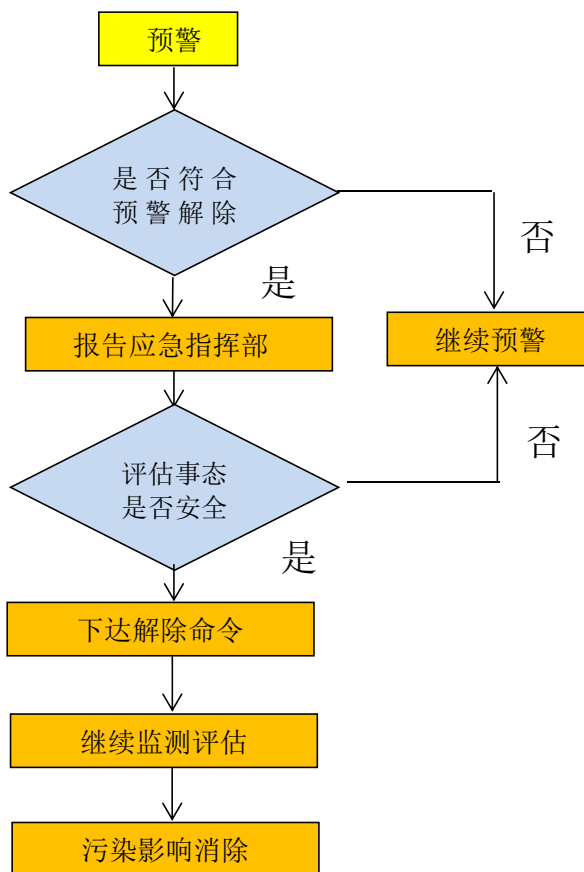 预警
是否符合
预警解除
否
是
报告应急指挥部
继续预警
否
评估事态
是否安全
是
下达解除命令
继续监测评估
污染影响消除